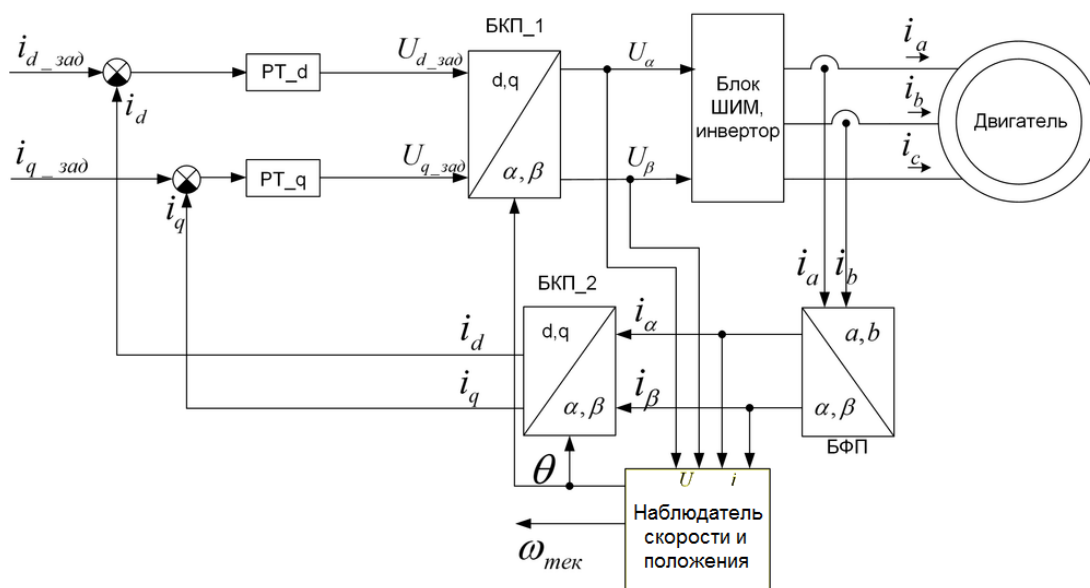 БКП_1
i_d_зад
РТ_d
U_d_зад
d,q
U_α
Блок
ШИМ,
инвертор
i_a
i_b
Двигатель
i_c
i_d
i_q_зад
РТ_q
U_q_зад
α, β
U_β
i_q
i_a
i_b
БКП_2
i_d
d,q
i_α
a,b
i_q
α, β
i_β
α, β
БФП
θ
U
i
Наблюдатель
скорости и
положения
ω_тек